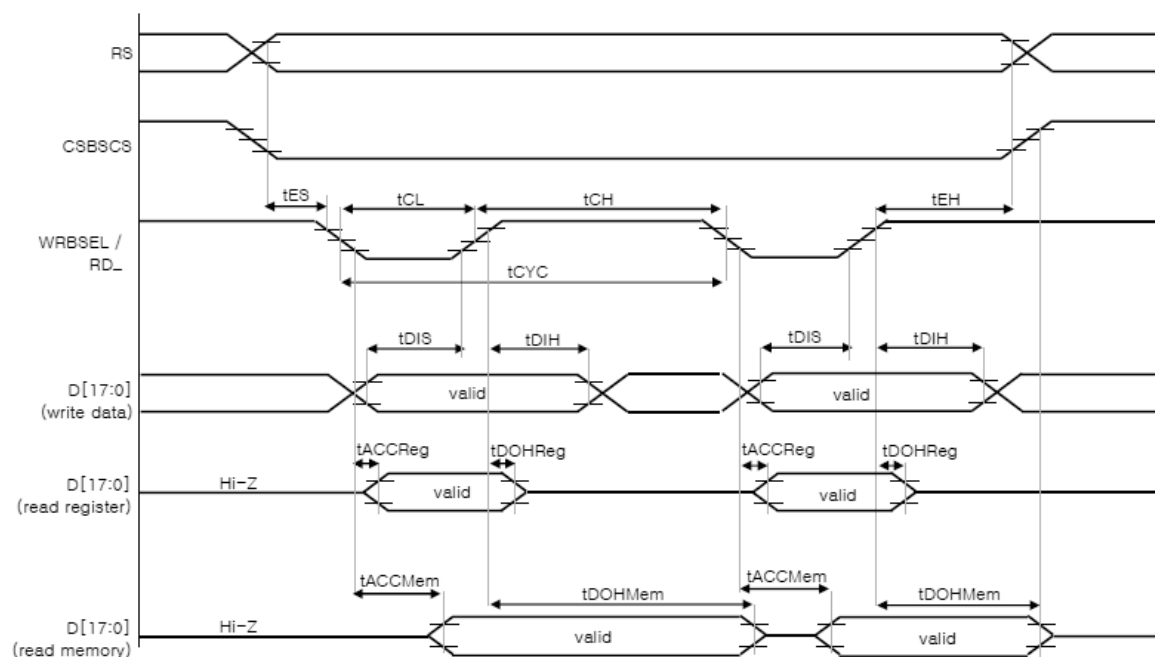 RS
CSBSCS
tES
tCL
tCH
tEH
WRBSEL /
RD_
tCYC
tDIS
tDIH
tDIS
tDIH
D[17:0]
(write data)
valid
valid
tACCReg
tDOHReg
tACCReg
tDOHReg
D[17:0]
(read register)
Hi-Z
valid
valid
tACCMem
tDOHMem
tACCMem
tDOHMem
D[17:0]
(read memory)
Hi-Z
valid
valid